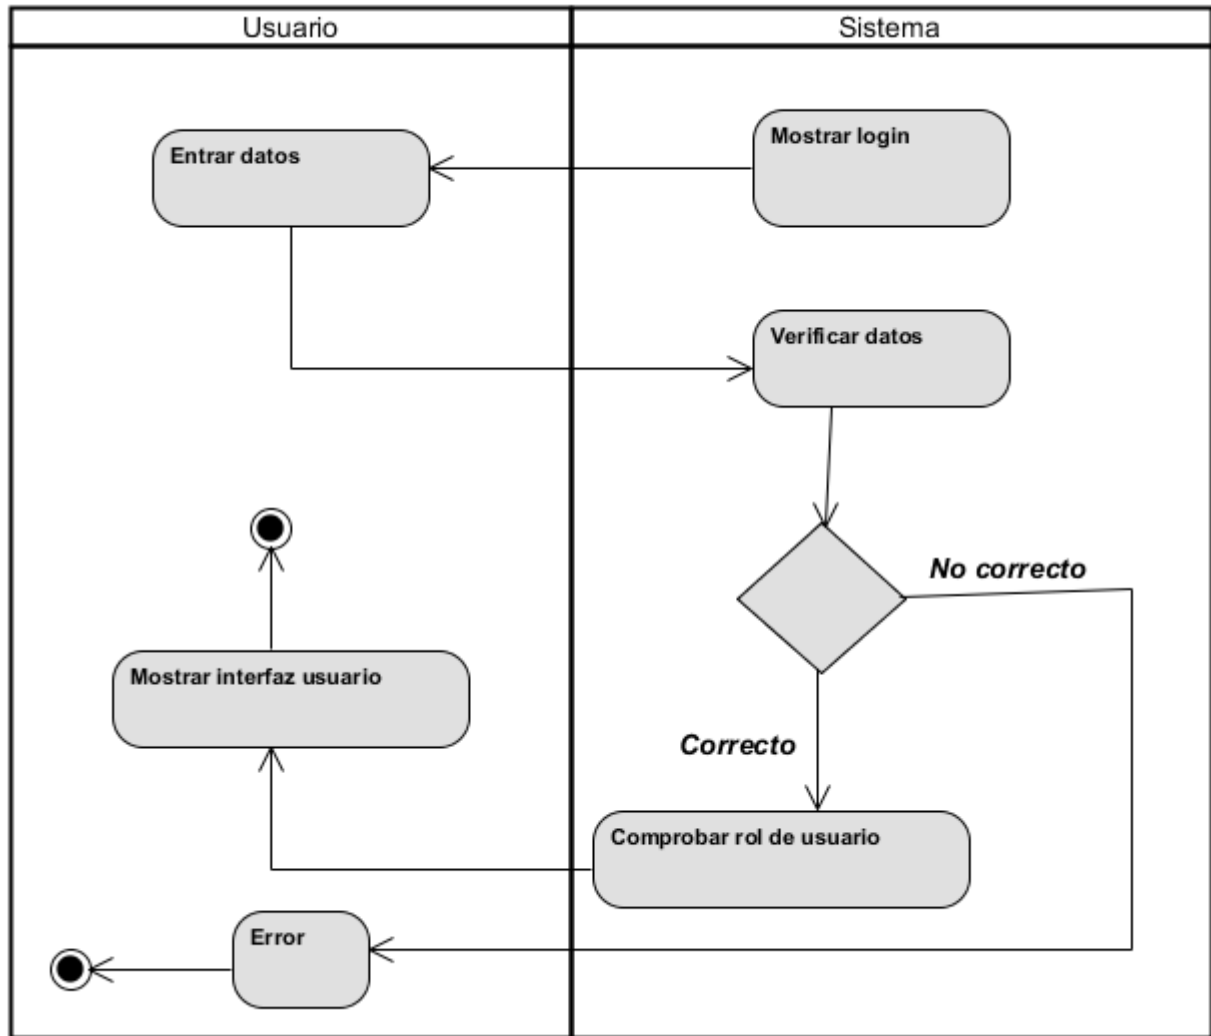 Usuario
Sistema
Entrar datos
Mostrar login
Verificar datos
No correcto
Mostrar interfaz usuario
Correcto
Comprobar rol de usuario
Error